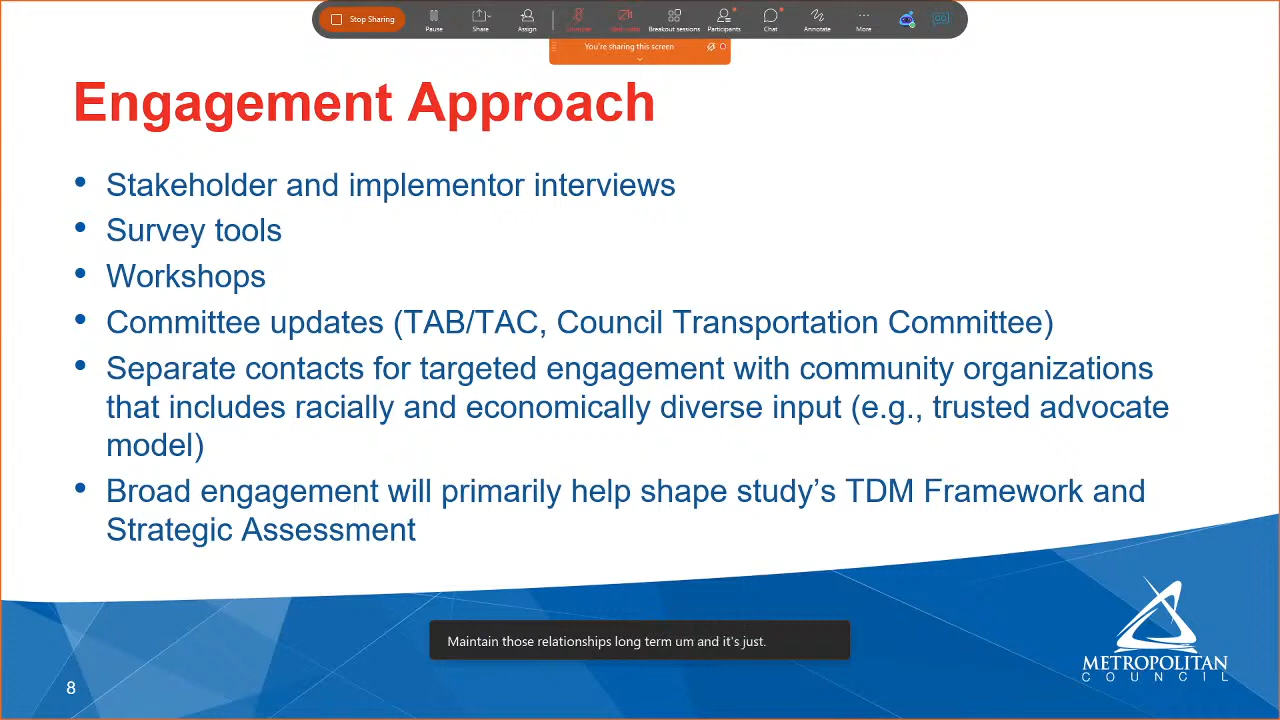 Stop Sharing
Pause
Share
Assign
Breakout sessions
Participants
Chat
Annotate
More
You're sharing this screen
Engagement Approach
• Stakeholder and implementor interviews
• Survey tools
• Workshops
• Committee updates (TAB/TAC, Council Transportation Committee)
• Separate contacts for targeted engagement with community organizations
that includes racially and economically diverse input (e.g., trusted advocate
model)
• Broad engagement will primarily help shape study's TDM Framework and
Strategic Assessment
Maintain those relationships long term um and it's just.
METROPOLITAN
COUNCIL
8